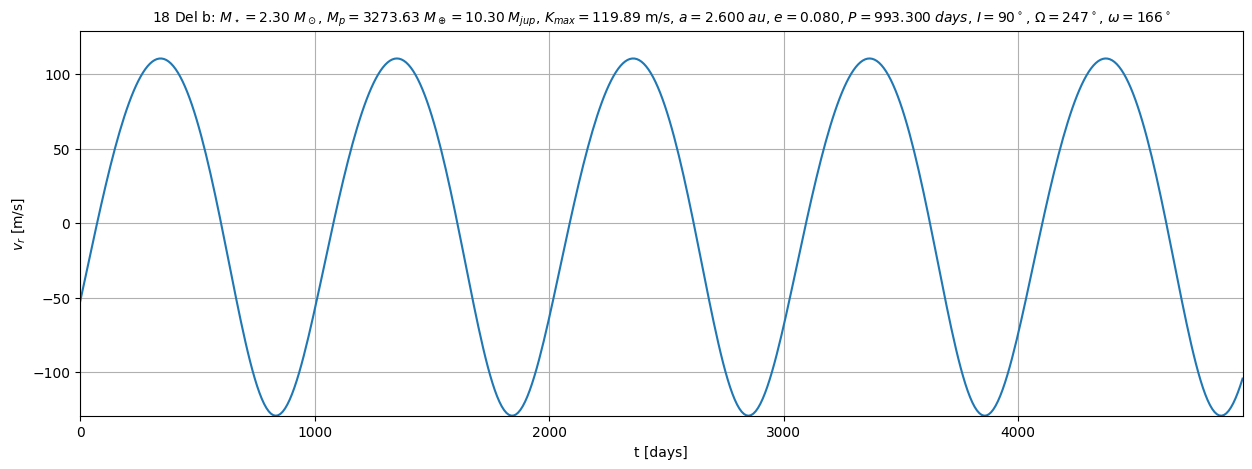 18 Del b: M⋆ = 2.30 M⊙, Mp = 3273.63 M⊕ = 10.30 Mjup, Kmax = 119.89 m/s, a = 2.600 au, e = 0.080, P = 993.300 days, I = 90°, Ω = 247°, ω = 166°
100
50
0
−50
−100
vr [m/s]
0 1000 2000 3000 4000
t [days]